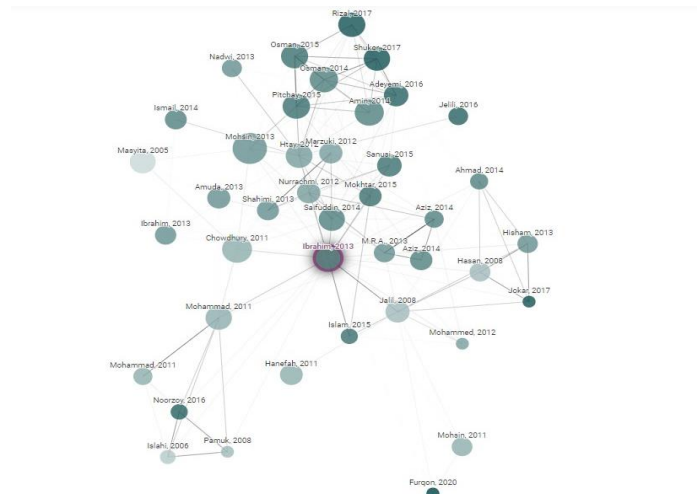 Rizal, 2017
Osman, 2015
Shuker, 2017
Nadwi, 2013
Osman, 2014
Adeyemi, 2016
Pitchay, 2015
Amin, 2014
Jelili, 2016
Ismail, 2014
Mohsin, 2013
Htay, 2012
Marzuki, 2012
Masyita, 2005
Sanusi, 2015
Ahmad, 2014
Nurrachmi, 2012
Mokhtar, 2015
Amuda, 2013
Shahimi, 2013
Saifuddin, 2014
Aziz, 2014
Ibrahim, 2013
Chowdhury, 2011
Ibrahim, 2013
M.R.A., 2013
Aziz, 2014
Hisham, 2013
Hasan, 2008
Jokar, 2017
Mohammad, 2011
Jalil, 2008
Islam, 2015
Mohammed, 2012
Mohammad, 2011
Hanefah, 2011
Noorzoy, 2016
Islahi, 2006
Pamuk, 2008
Mohsin, 2011
Furqon, 2020